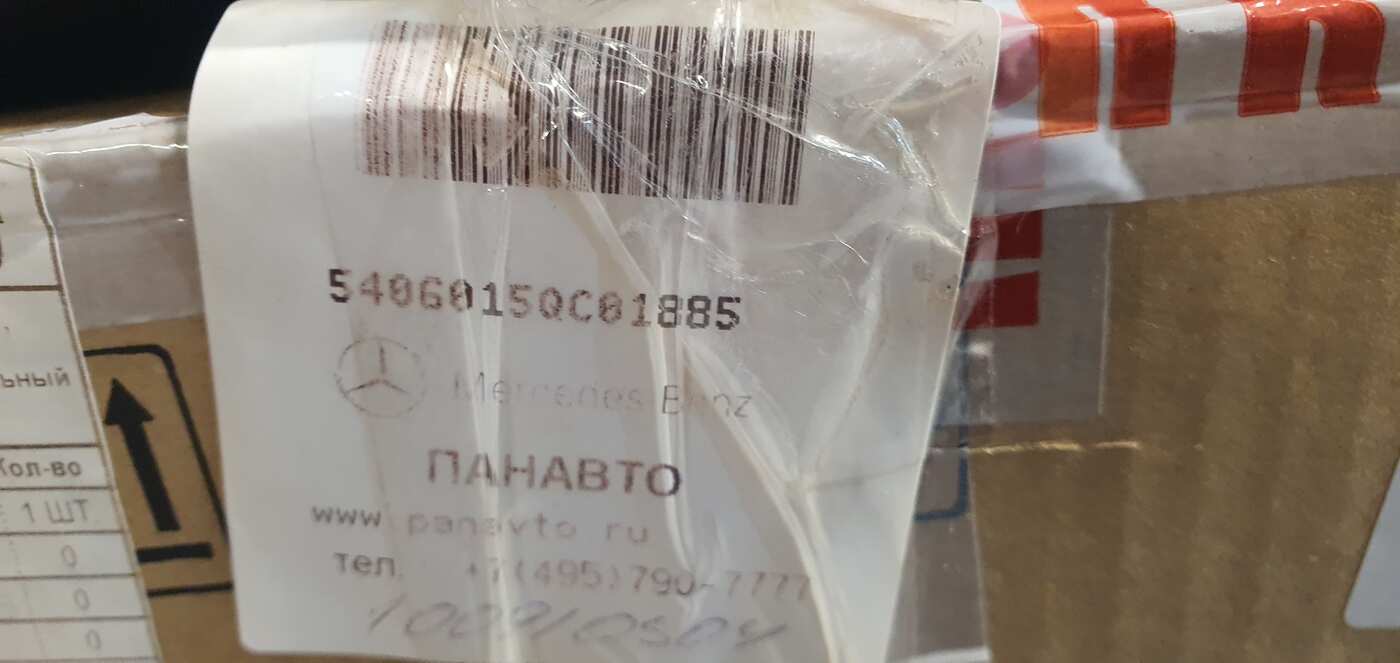 5406015QC01885
Mercedes Benz
ПАНАВТО
www panavto ru
тел. +7(495)790-7777
ьный
Кол-во
1 ШТ
0
0
0